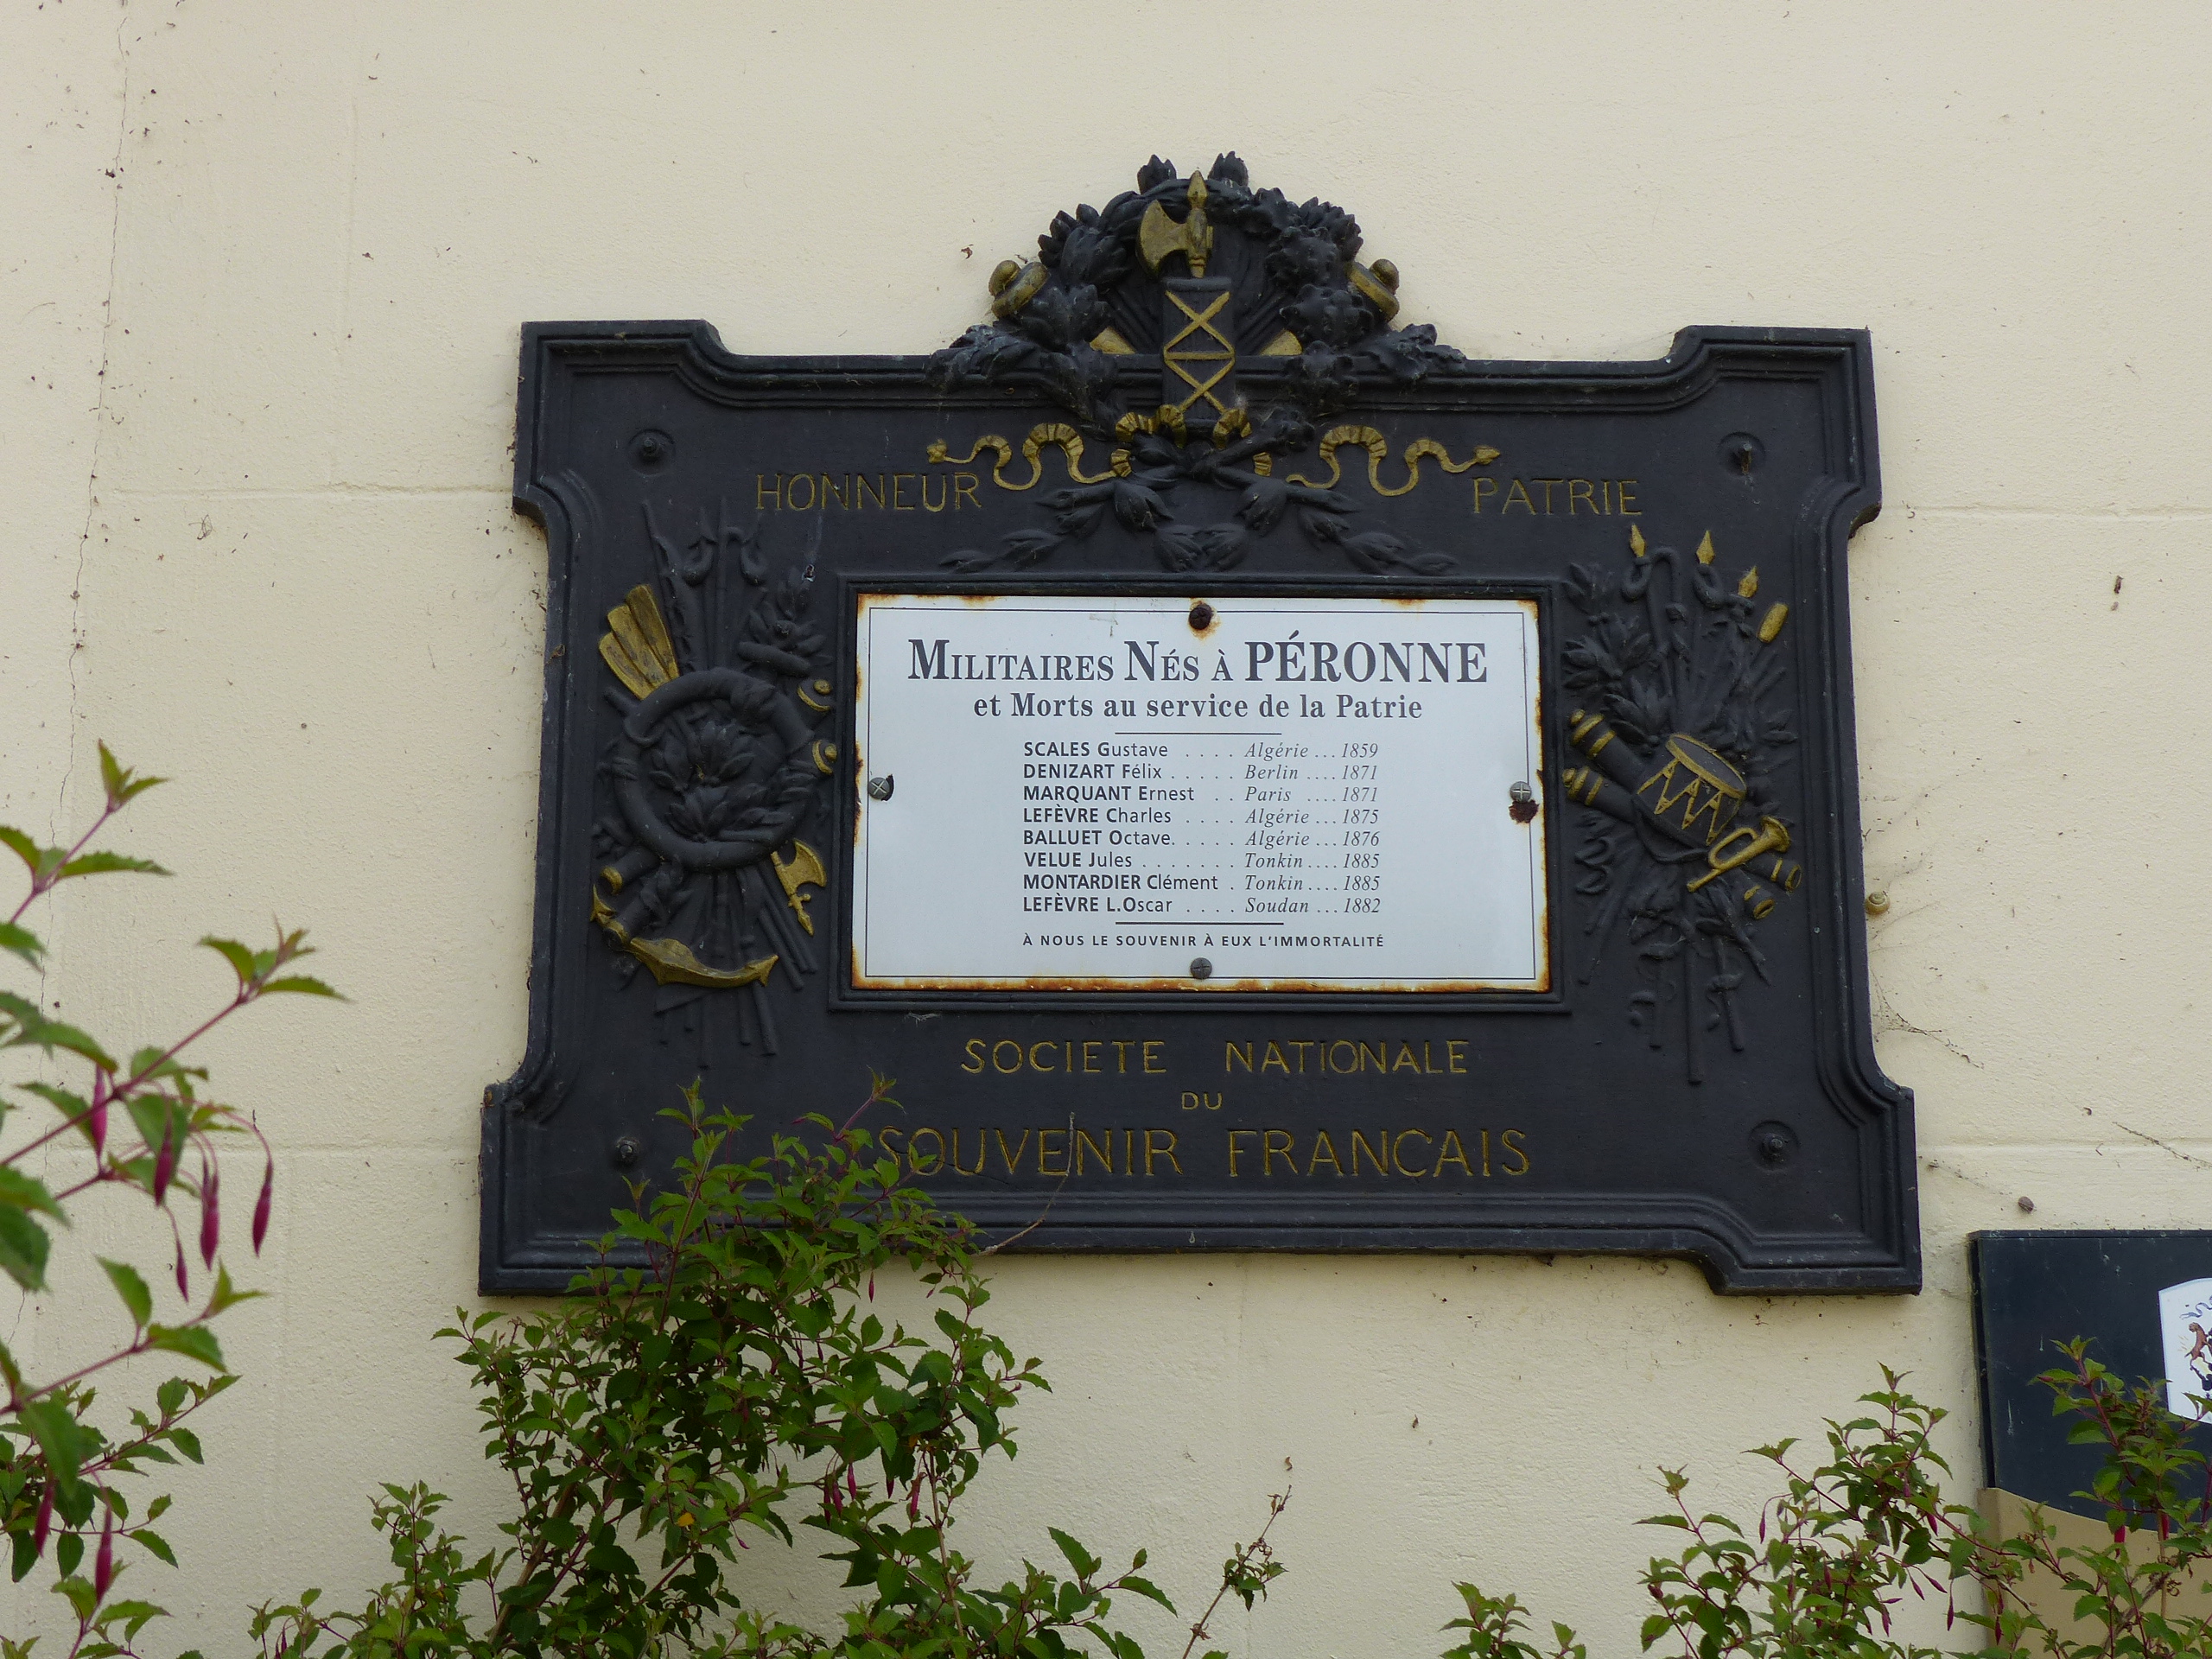 HONNEUR PATRIE
MILITAIRES NÉS À PÉRONNE
et Morts au service de la Patrie
SCALES Gustave . . . . Algérie ... 1859
DENIZART Félix . . . . . Berlin .... 1871
MARQUANT Ernest . . Paris .... 1871
LEFÈVRE Charles . . . . Algérie ... 1875
BALLUET Octave. . . . . Algérie ... 1876
VELUE Jules . . . . . . . Tonkin .... 1885
MONTARDIER Clément . Tonkin .... 1885
LEFÈVRE L.Oscar . . . . Soudan ... 1882
À NOUS LE SOUVENIR À EUX L'IMMORTALITÉ
SOCIETE NATIONALE
DU
SOUVENIR FRANCAIS